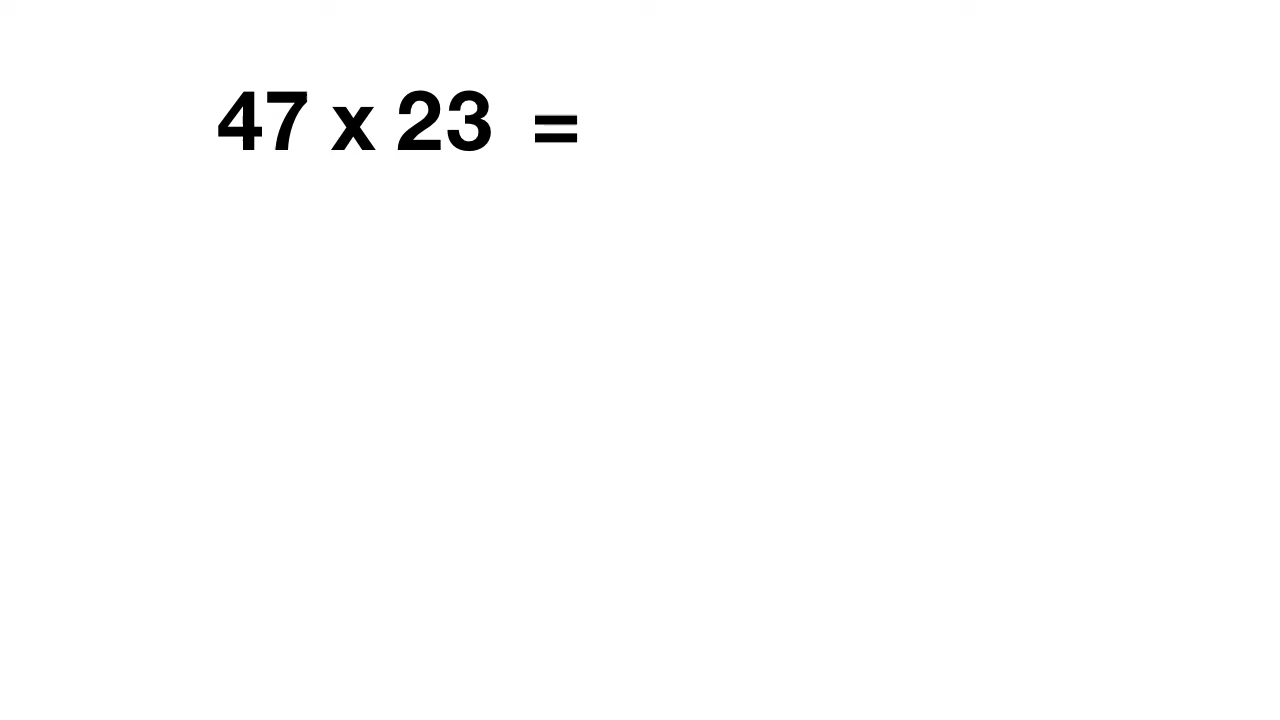 47 x 23 =